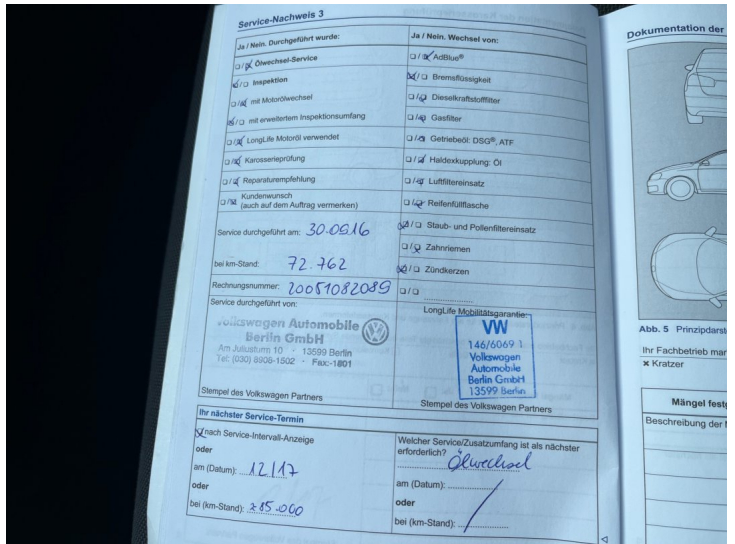 Service-Nachweis 3
Ja / Nein. Durchgeführt wurde:
Ölwechsel-Service
Inspektion
mit Motorölwechsel
mit erweitertem Inspektionsumfang
LongLife Motoröl verwendet
Karosserieprüfung
Reparaturempfehlung
Kundenwunsch
(auch auf dem Auftrag vermerken)
Service durchgeführt am: 30.0916
bei km-Stand: 72.762
Rechnungsnummer: 20051082089
Service durchgeführt von:
Volkswagen Automobile
Berlin GmbH
Am Juliusturm 10 · 13599 Berlin
Tel: (030) 8908-1502 · Fax:-1801
Stempel des Volkswagen Partners
Ja / Nein. Wechsel von:
AdBlue®
Bremsflüssigkeit
Dieselkraftstofffilter
Gasfilter
Getriebeöl: DSG®, ATF
Haldexkupplung: Öl
Luftfiltereinsatz
Reifenfüllflasche
Staub- und Pollenfiltereinsatz
Zahnriemen
Zündkerzen
LongLife Mobilitätsgarantie:
VW
146/6069 1
Volkswagen
Automobile
Berlin GmbH
13599 Berlin
Stempel des Volkswagen Partners
Ihr nächster Service-Termin
nach Service-Intervall-Anzeige
oder
am (Datum): 12/17
oder
bei (km-Stand): ≥85.000
Welcher Service/Zusatzumfang ist als nächster
erforderlich?
Ölwechsel
am (Datum):
oder
bei (km-Stand):
Dokumentation der
Abb. 5 Prinzipdarst
Ihr Fachbetrieb mar
× Kratzer
Mängel festg
Beschreibung der